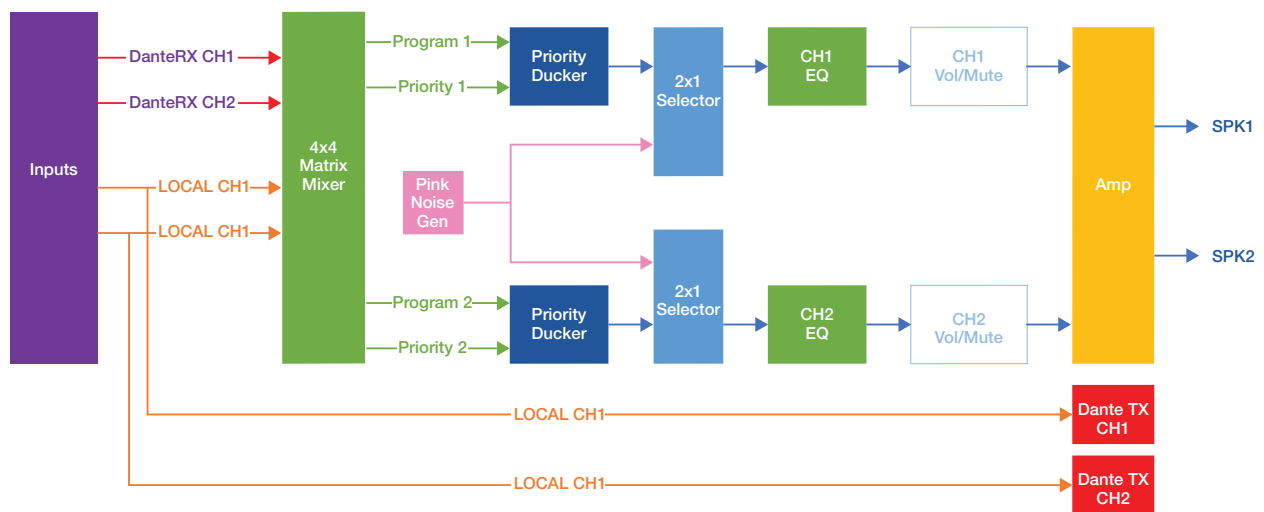 Inputs
DanteRX CH1
DanteRX CH2
LOCAL CH1
LOCAL CH1
4x4
Matrix
Mixer
Program 1
Priority 1
Priority
Ducker
2x1
Selector
CH1
EQ
CH1
Vol/Mute
Pink
Noise
Gen
Program 2
Priority 2
Priority
Ducker
2x1
Selector
CH2
EQ
CH2
Vol/Mute
Amp
SPK1
SPK2
LOCAL CH1
Dante TX
CH1
LOCAL CH1
Dante TX
CH2